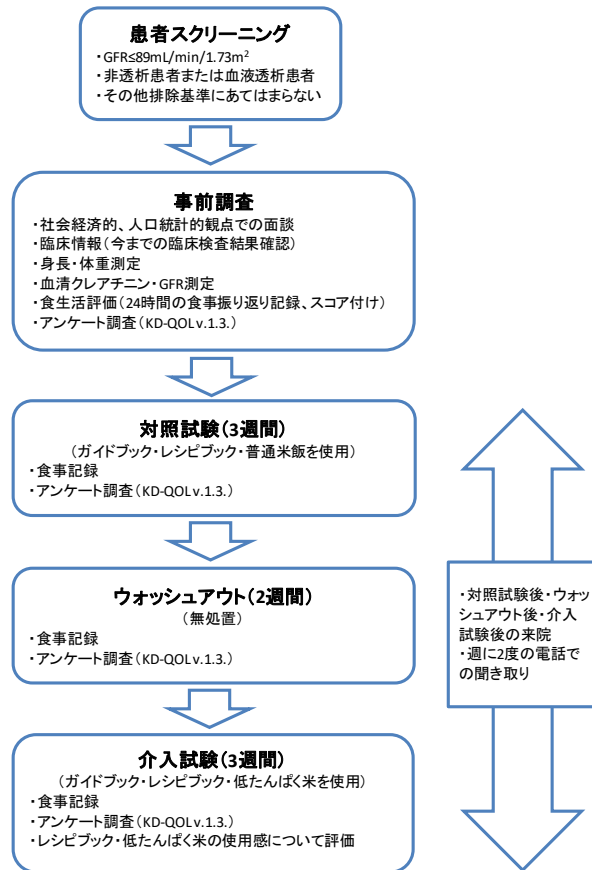 患者スクリーニング
・GFR≤89mL/min/1.73m²
・非透析患者または血液透析患者
・その他排除基準にあてはまらない
事前調査
・社会経済的、人口統計的観点での面談
・臨床情報（今までの臨床検査結果確認）
・身長・体重測定
・血清クレアチニン・GFR測定
・食生活評価（24時間の食事振り返り記録、スコア付け）
・アンケート調査（KD-QOLv.1.3.）
対照試験（3週間）
（ガイドブック・レシピブック・普通米飯を使用）
・食事記録
・アンケート調査（KD-QOLv.1.3.）
ウォッシュアウト（2週間）
（無処置）
・食事記録
・アンケート調査（KD-QOLv.1.3.）
介入試験（3週間）
（ガイドブック・レシピブック・低たんぱく米を使用）
・食事記録
・アンケート調査（KD-QOLv.1.3.）
・レシピブック・低たんぱく米の使用感について評価
・対照試験後・ウォッ
シュアウト後・介入
試験後の来院
・週に2度の電話で
の聞き取り